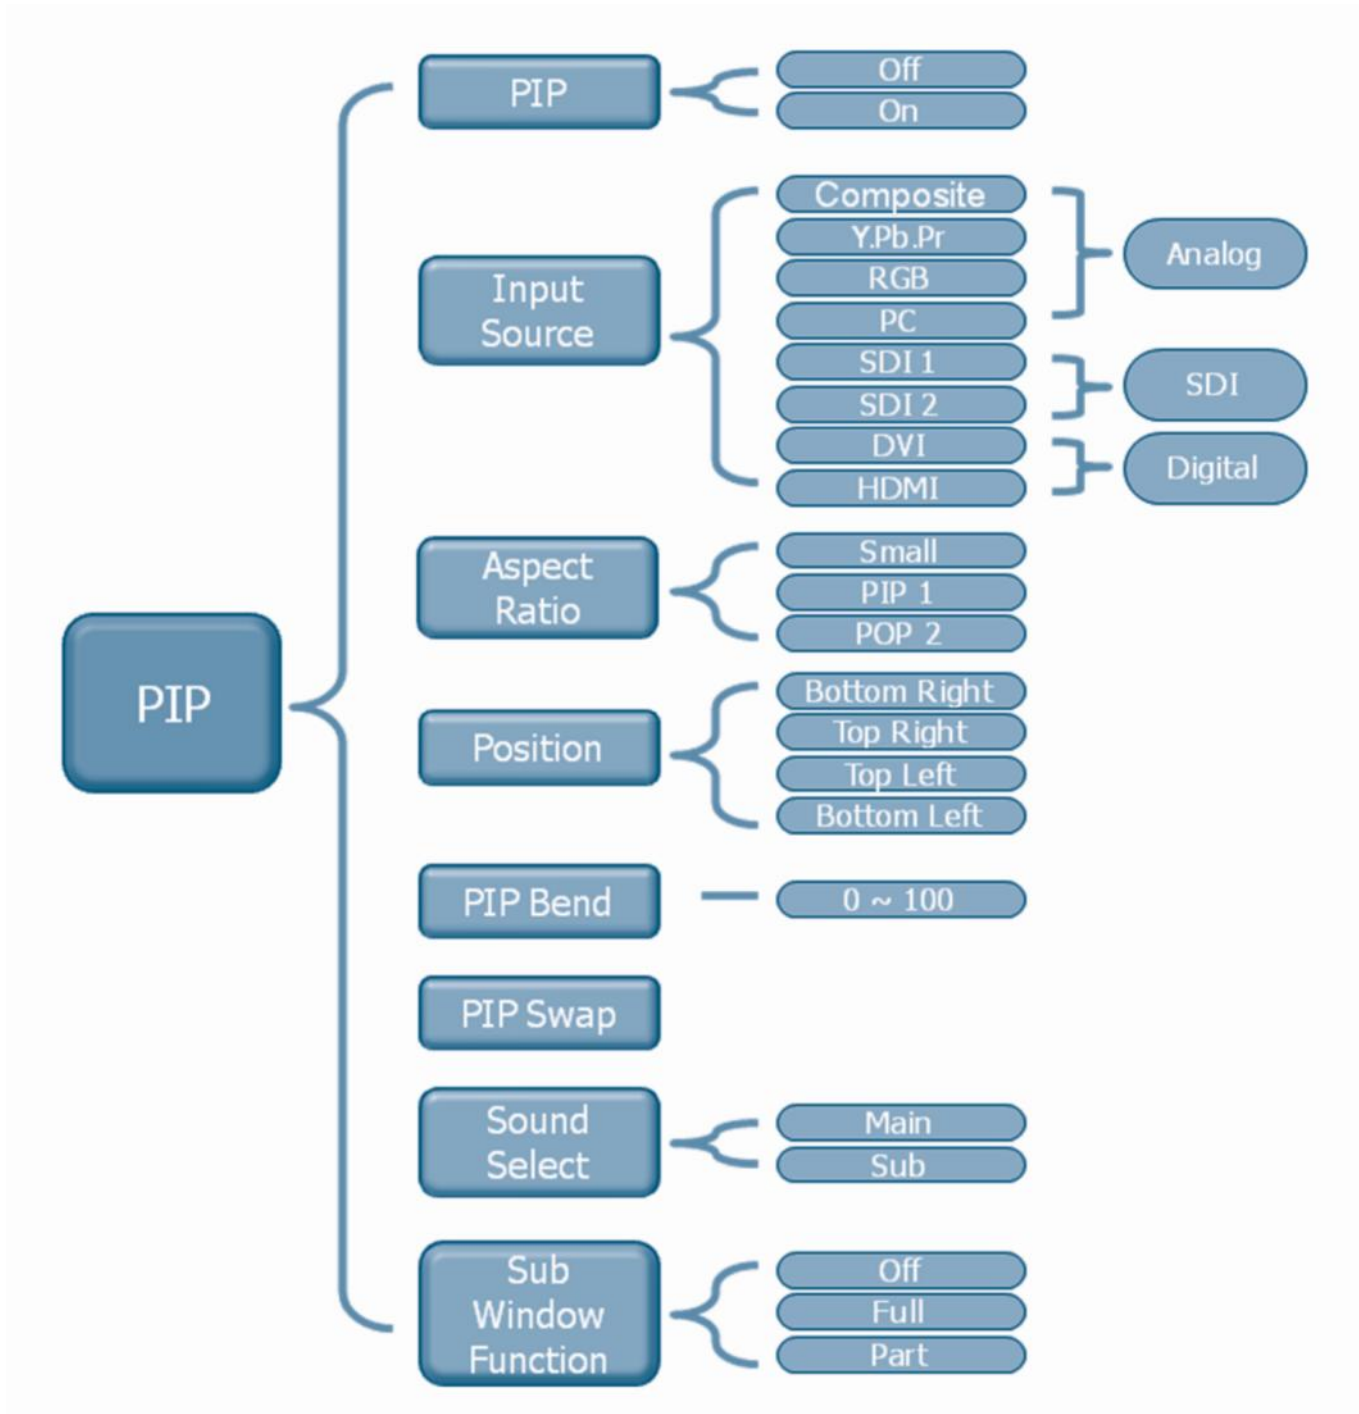 PIP
PIP
Off
On
Input
Source
Composite
Y.Pb.Pr
RGB
PC
SDI 1
SDI 2
DVI
HDMI
Analog
SDI
Digital
Aspect
Ratio
Small
PIP 1
POP 2
Position
Bottom Right
Top Right
Top Left
Bottom Left
PIP Bend
0 ~ 100
PIP Swap
Sound
Select
Main
Sub
Sub
Window
Function
Off
Full
Part